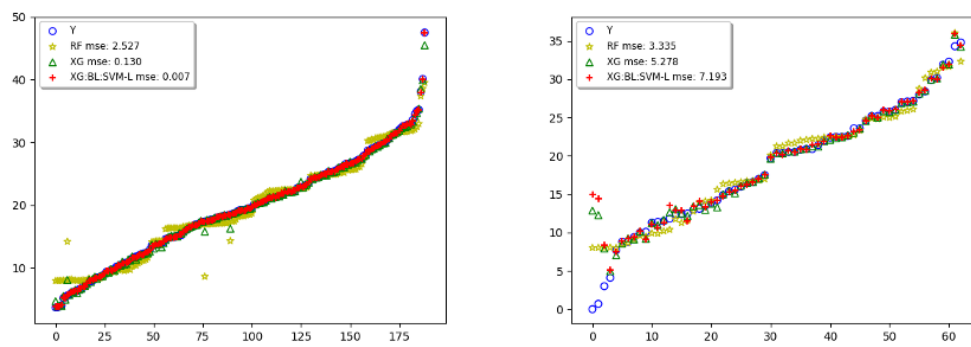 Y
RF mse: 2.527
XG mse: 0.130
XG:BL:SVM-L mse: 0.007
50
40
30
20
10
0 25 50 75 100 125 150 175
Y
RF mse: 3.335
XG mse: 5.278
XG:BL:SVM-L mse: 7.193
35
30
25
20
15
10
5
0
0 10 20 30 40 50 60